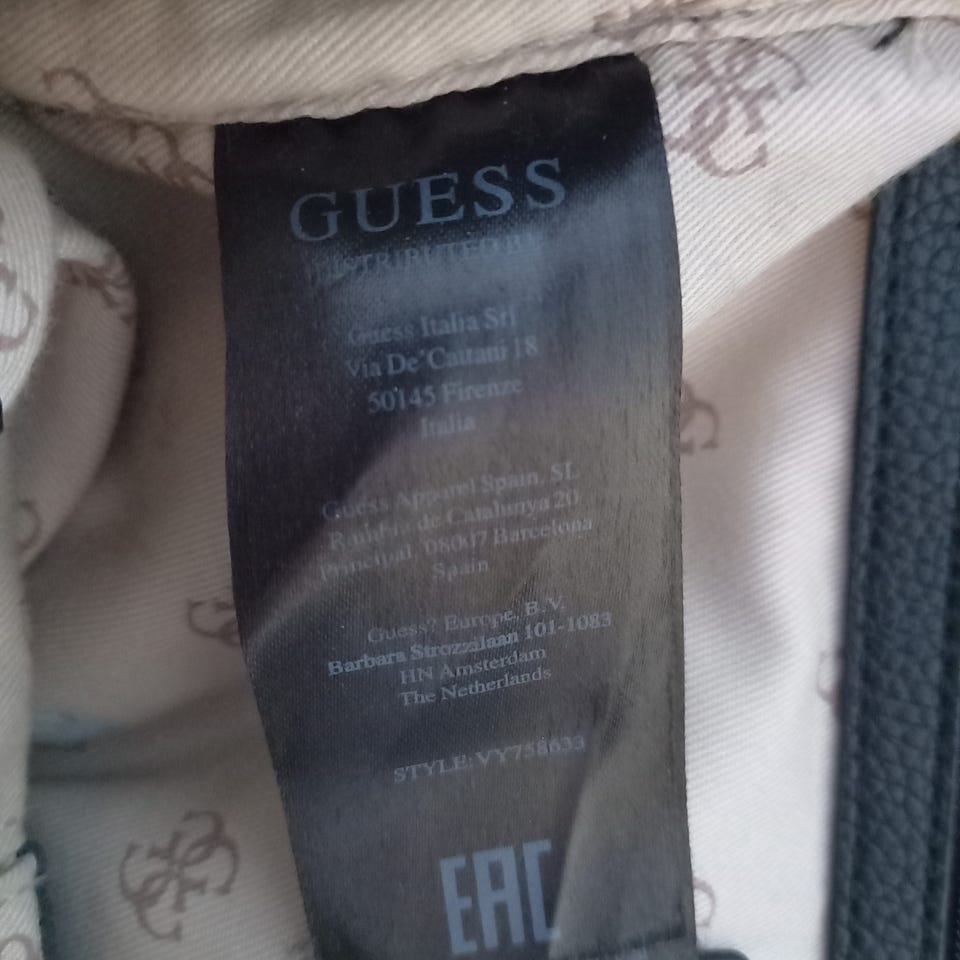 GUESS
DISTRIBUTED BY
Guess Italia Srl
Via De'Cattani 18
50145 Firenze
Italia
Guess Apparel Spain, SL
Rambla de Catalunya 20
Principal, 08007 Barcelona
Spain
Guess? Europe, B.V.
Barbara Strozzilaan 101-1083
HN Amsterdam
The Netherlands
STYLE: VY758633
EAC